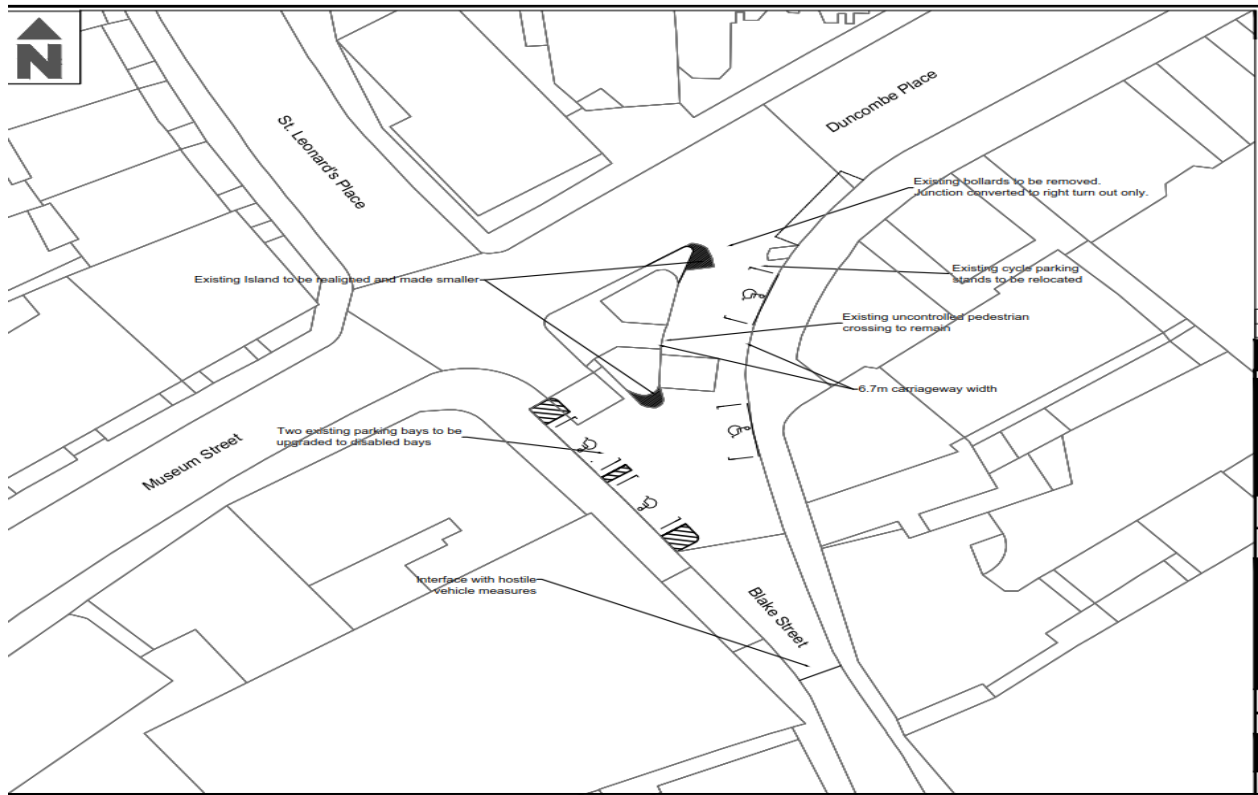 N
Duncombe Place
St. Leonard's Place
Existing bollards to be removed.
Junction converted to right turn out only.
Existing Island to be realigned and made smaller
Existing cycle parking
stands to be relocated
Existing uncontrolled pedestrian
crossing to remain
6.7m carriageway width
Two existing parking bays to be
upgraded to disabled bays
Museum Street
Interface with hostile
vehicle measures
Blake Street